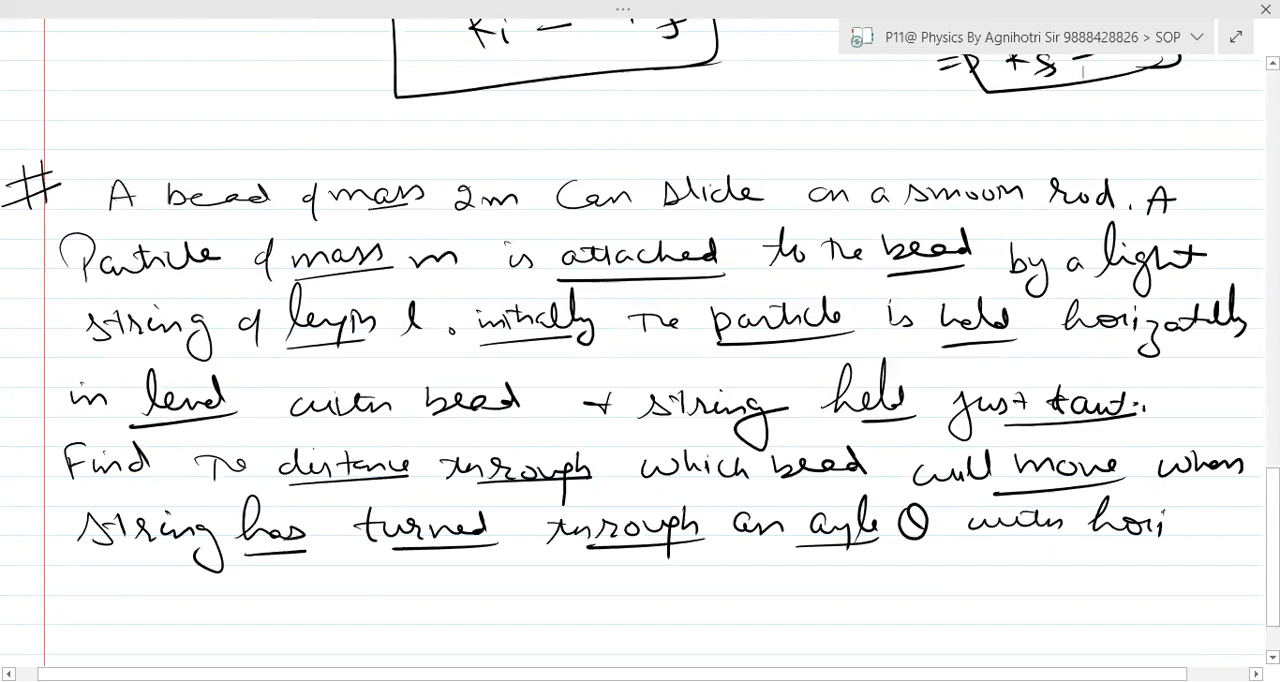 P11@ Physics By Agnihotri Sir 9888428826 > SOP
# A bead of mass 2m can slide on a smooth rod. A
Particle of mass m is attached to the bead by a light
string of length l. initially the particle is held horizatally
in level with bead & string held just taut.
Find the distance through which bead will move when
string has turned through an angle θ with hori